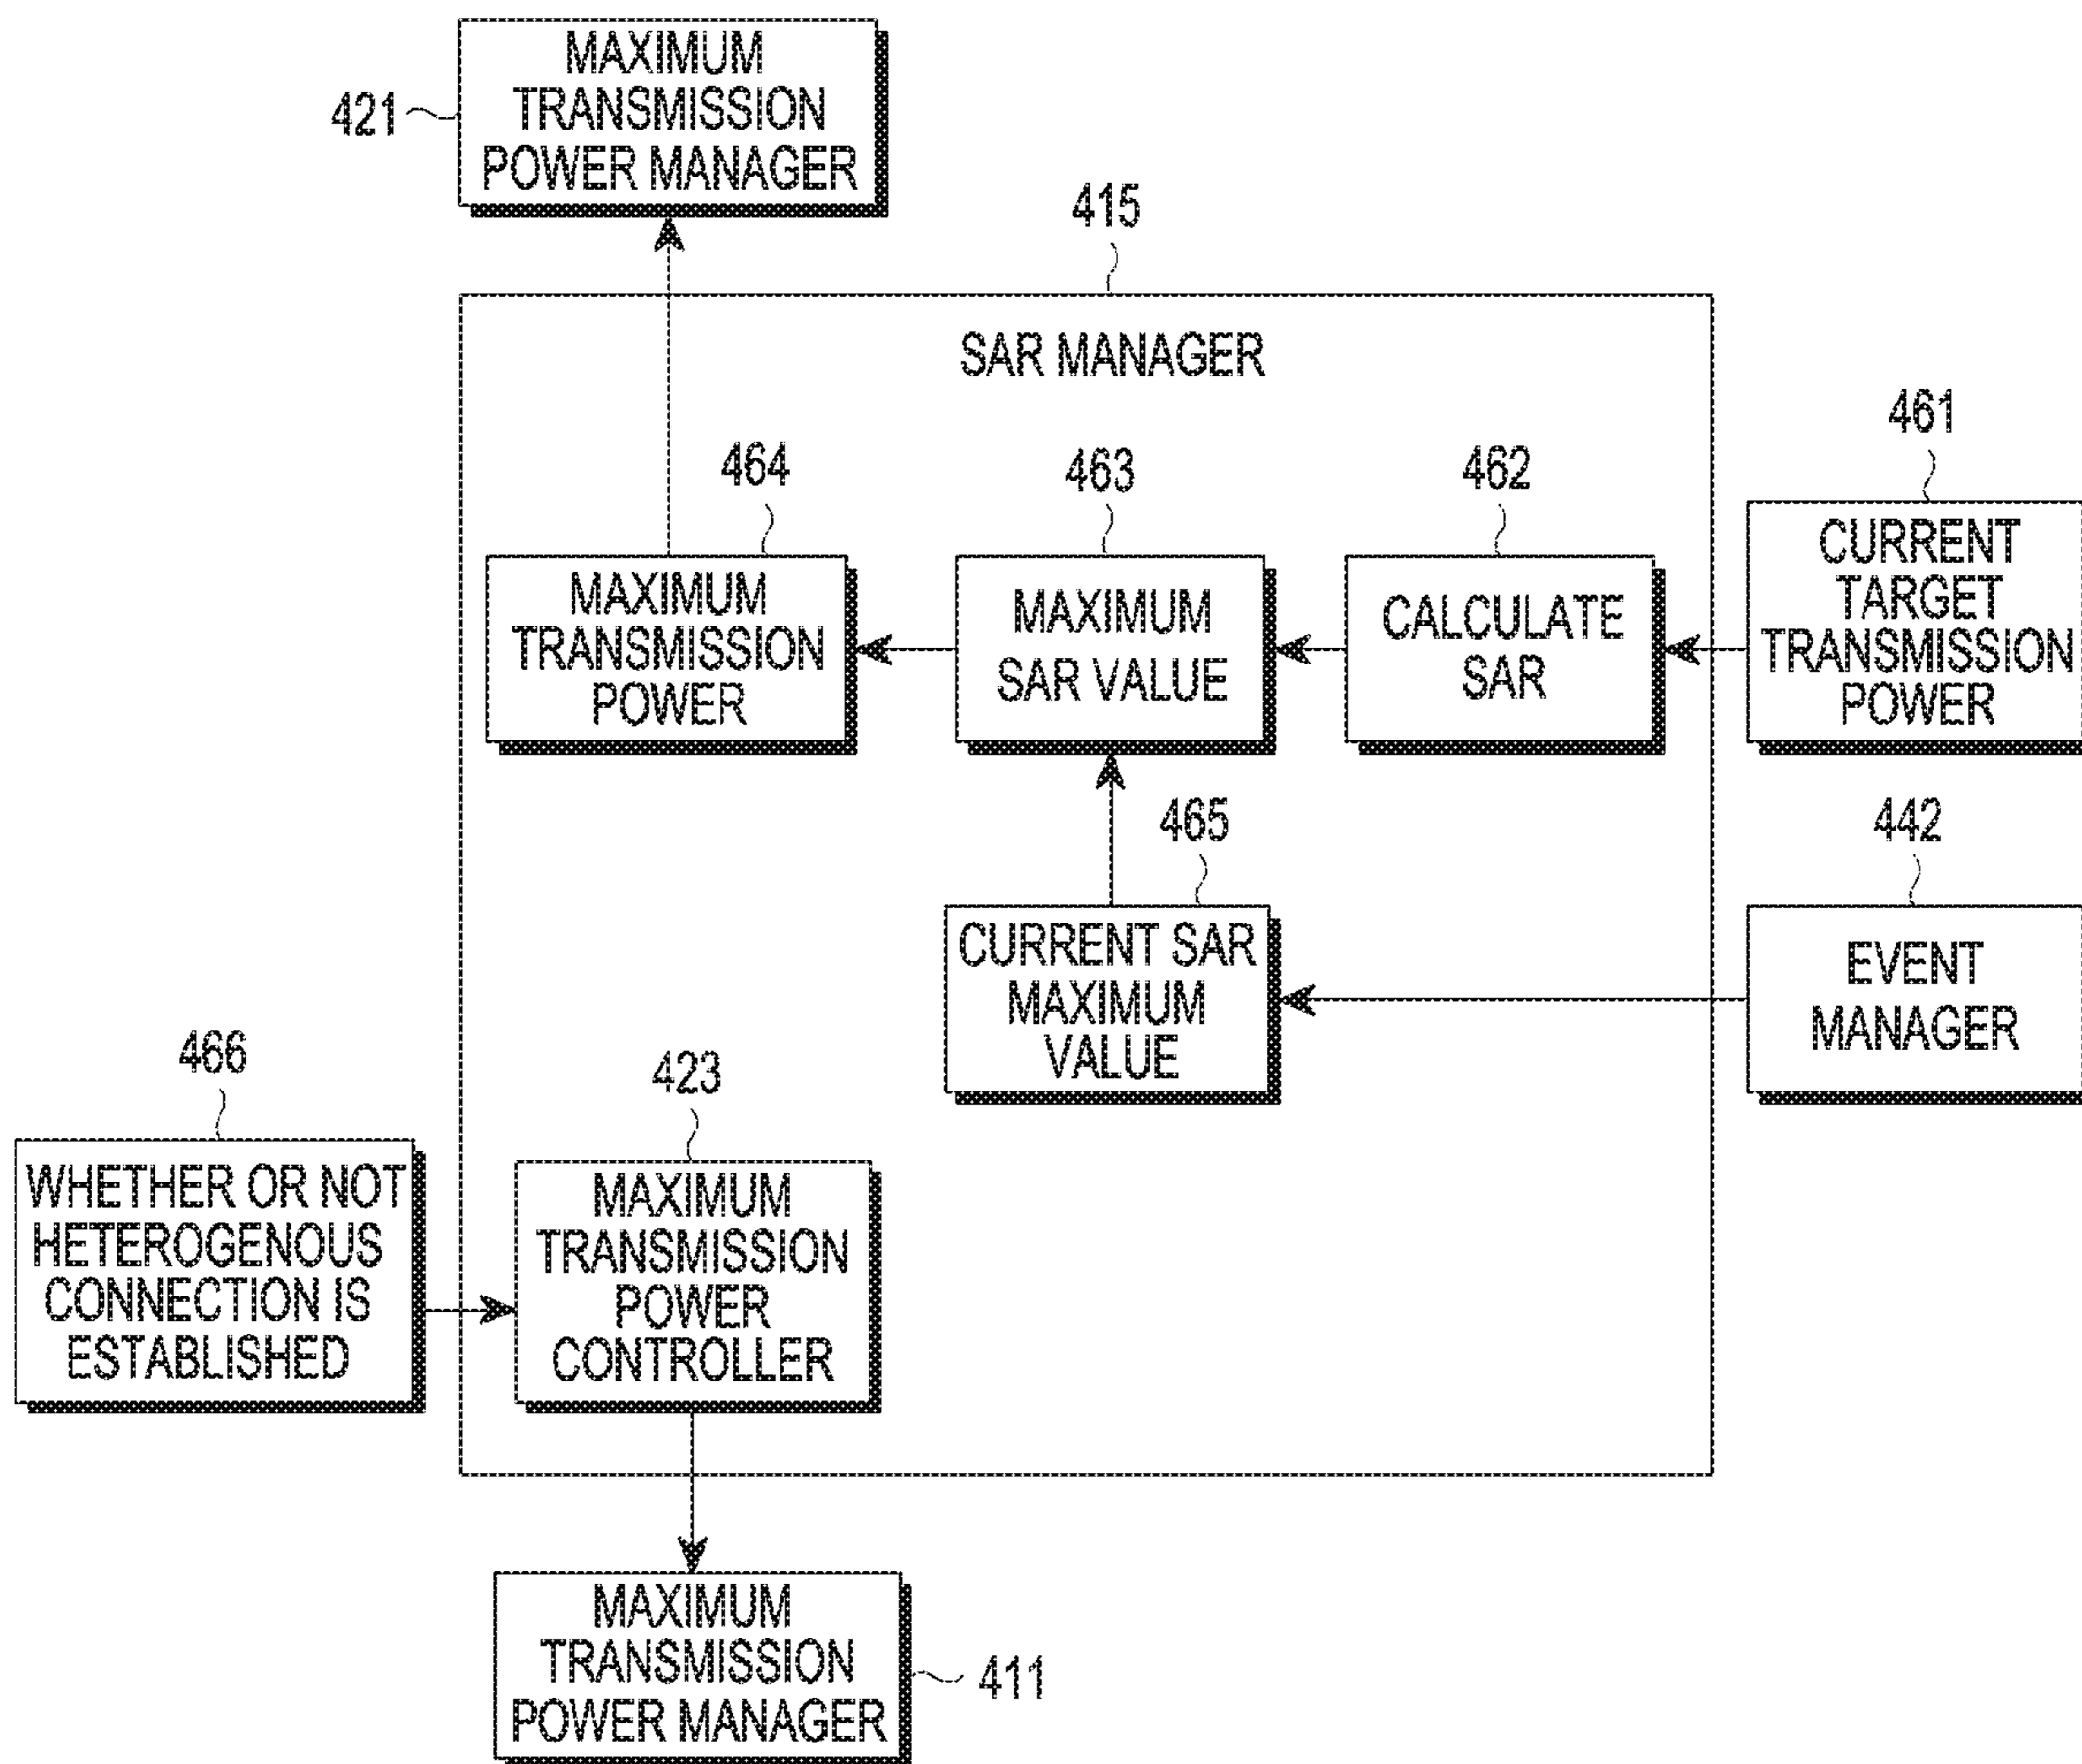 MAXIMUM
TRANSMISSION
POWER MANAGER
421
415
SAR MANAGER
461
464
463
462
CURRENT
TARGET
TRANSMISSION
POWER
MAXIMUM
TRANSMISSION
POWER
MAXIMUM
SAR VALUE
CALCULATE
SAR
465
442
CURRENT SAR
MAXIMUM
VALUE
EVENT
MANAGER
466
423
WHETHER OR NOT
HETEROGENOUS
CONNECTION IS
ESTABLISHED
MAXIMUM
TRANSMISSION
POWER
CONTROLLER
MAXIMUM
TRANSMISSION
POWER MANAGER
411